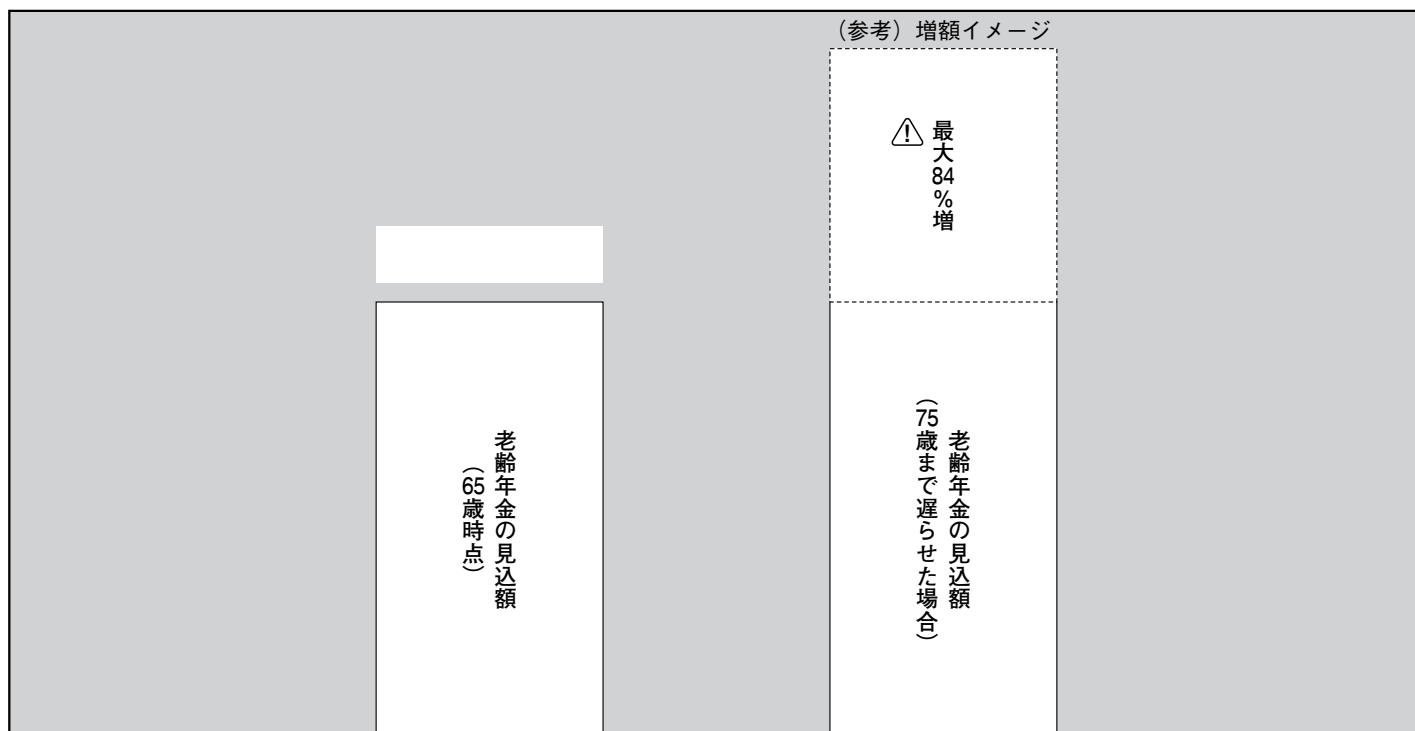 (参考)増額イメージ
最大84%増
老齢年金の見込額
(65歳時点)
老齢年金の見込額
(75歳まで遅らせた場合)